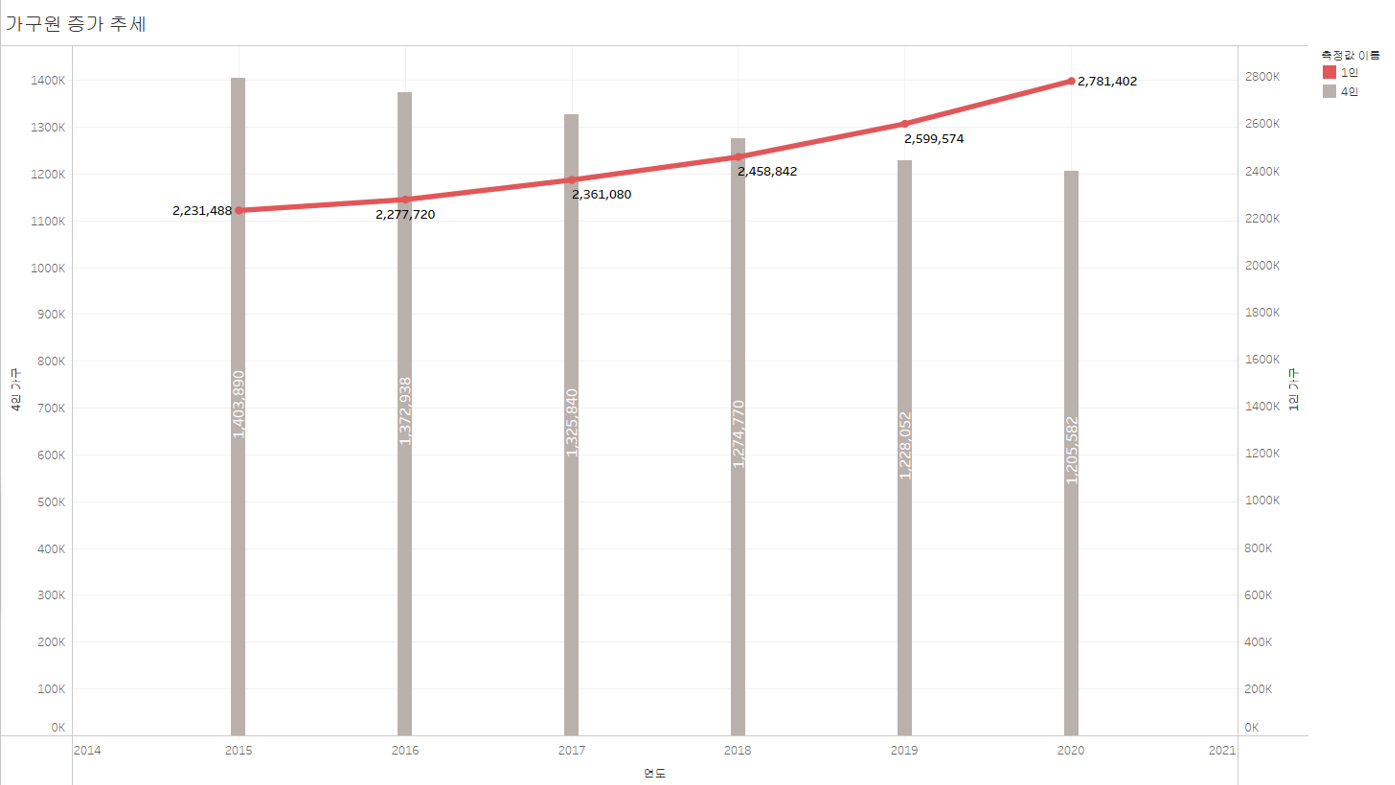 가구원 증가 추세
측정값 이름
1인
4인
1400K
1300K
1200K
1100K
1000K
900K
800K
700K
600K
500K
400K
300K
200K
100K
0K
4인 가구
2,231,488
2,277,720
2,361,080
2,458,842
2,599,574
2,781,402
1,403,890
1,372,938
1,325,840
1,274,770
1,228,052
1,205,582
2800K
2600K
2400K
2200K
2000K
1800K
1600K
1400K
1200K
1000K
800K
600K
400K
200K
0K
1인 가구
2014 2015 2016 2017 2018 2019 2020 2021
연도